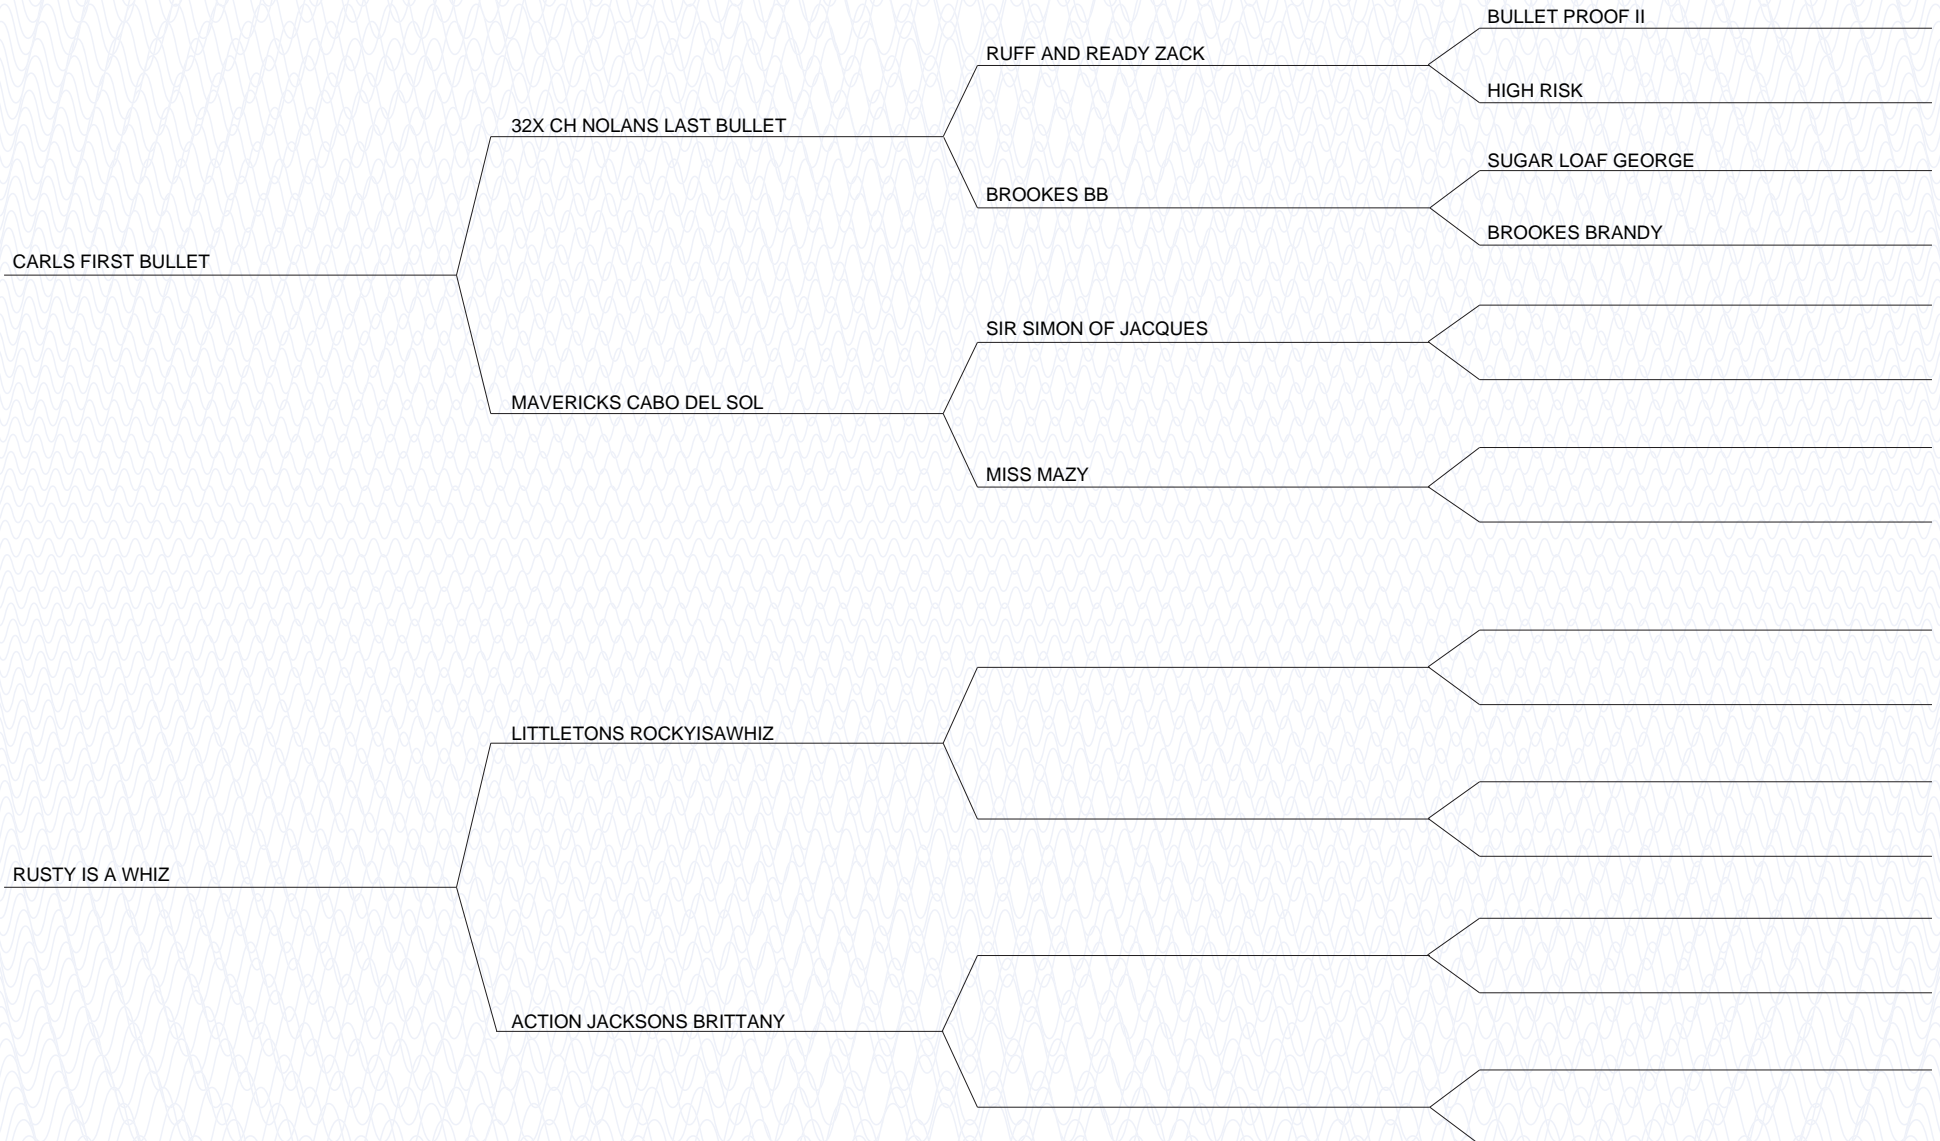 BULLET PROOF II
RUFF AND READY ZACK
HIGH RISK
32X CH NOLANS LAST BULLET
SUGAR LOAF GEORGE
BROOKES BB
BROOKES BRANDY
CARLS FIRST BULLET
SIR SIMON OF JACQUES
MAVERICKS CABO DEL SOL
MISS MAZY
LITTLETONS ROCKYISAWHIZ
RUSTY IS A WHIZ
ACTION JACKSONS BRITTANY